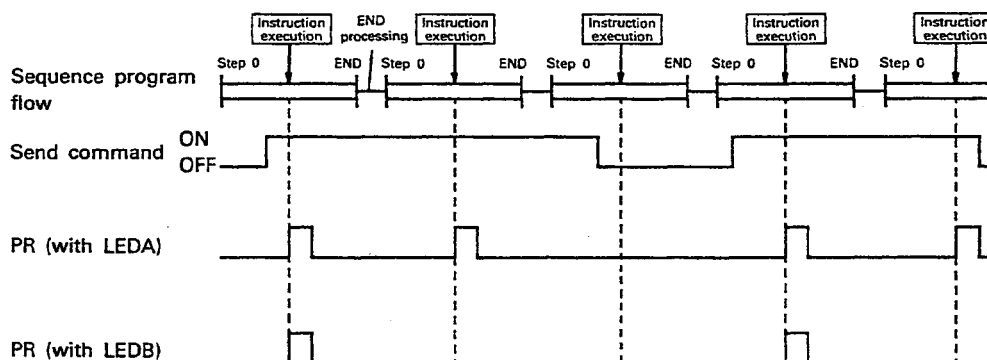 Instruction execution
END processing
Instruction execution
Instruction execution
Instruction execution
Instruction execution
Step 0 END Step 0 END Step 0 END Step 0 END Step 0
Sequence program flow
Send command ON
OFF
PR (with LEDA)
PR (with LEDB)